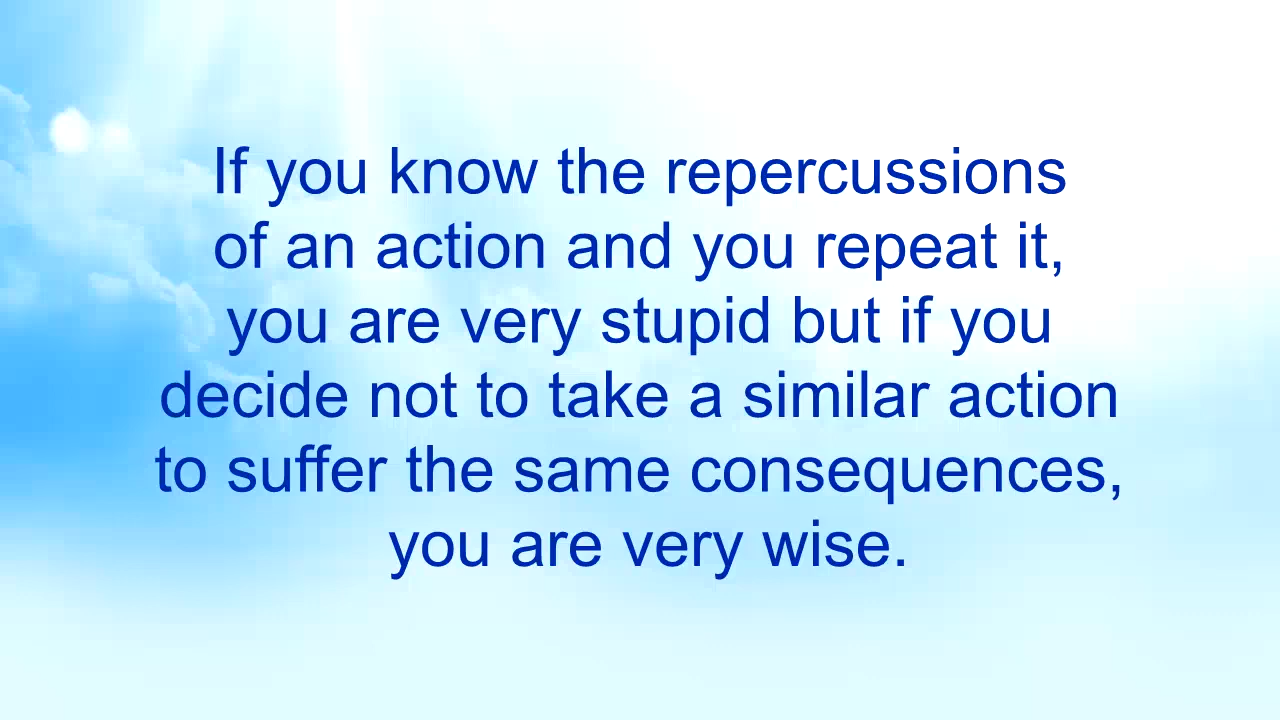 If you know the repercussions
of an action and you repeat it,
you are very stupid but if you
decide not to take a similar action
to suffer the same consequences,
you are very wise.